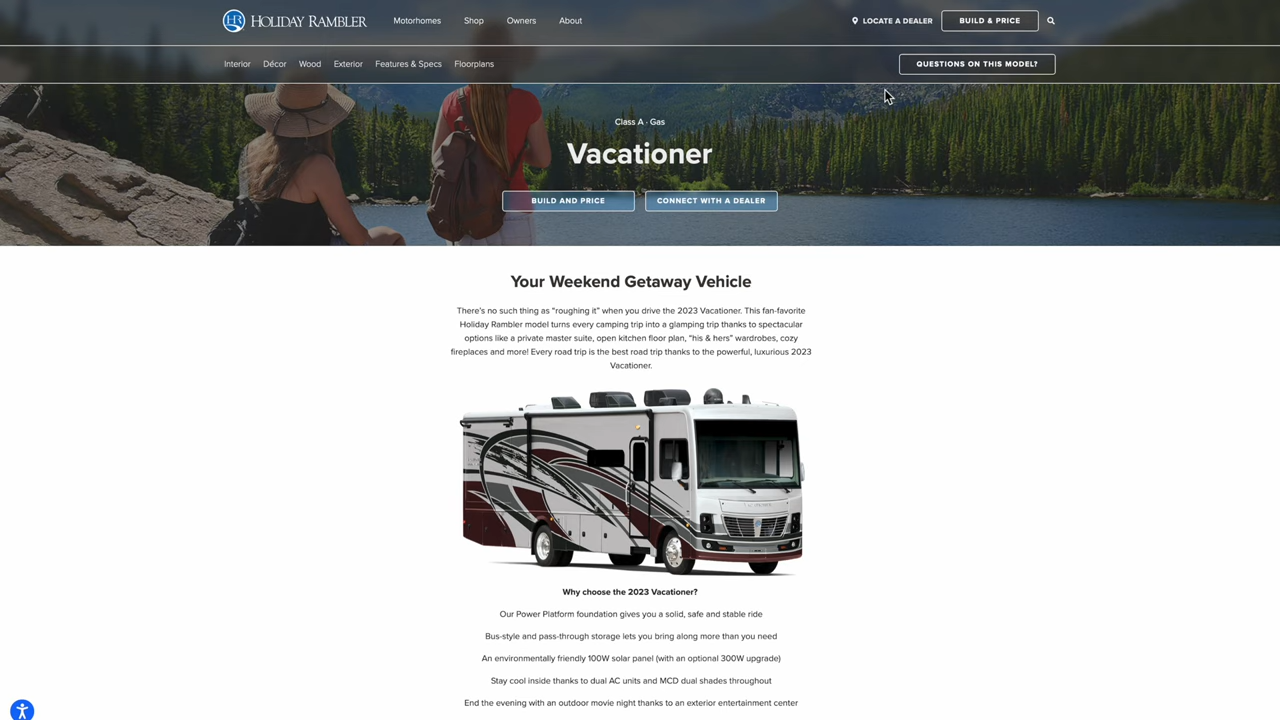 HR HOLIDAY RAMBLER Motorhomes Shop Owners About LOCATE A DEALER BUILD & PRICE
Interior Décor Wood Exterior Features & Specs Floorplans QUESTIONS ON THIS MODEL?
Class A · Gas
Vacationer
BUILD AND PRICE CONNECT WITH A DEALER
Your Weekend Getaway Vehicle
There's no such thing as “roughing it” when you drive the 2023 Vacationer. This fan-favorite
Holiday Rambler model turns every camping trip into a glamping trip thanks to spectacular
options like a private master suite, open kitchen floor plan, “his & hers” wardrobes, cozy
fireplaces and more! Every road trip is the best road trip thanks to the powerful, luxurious 2023
Vacationer.
Why choose the 2023 Vacationer?
Our Power Platform foundation gives you a solid, safe and stable ride
Bus-style and pass-through storage lets you bring along more than you need
An environmentally friendly 100W solar panel (with an optional 300W upgrade)
Stay cool inside thanks to dual AC units and MCD dual shades throughout
End the evening with an outdoor movie night thanks to an exterior entertainment center